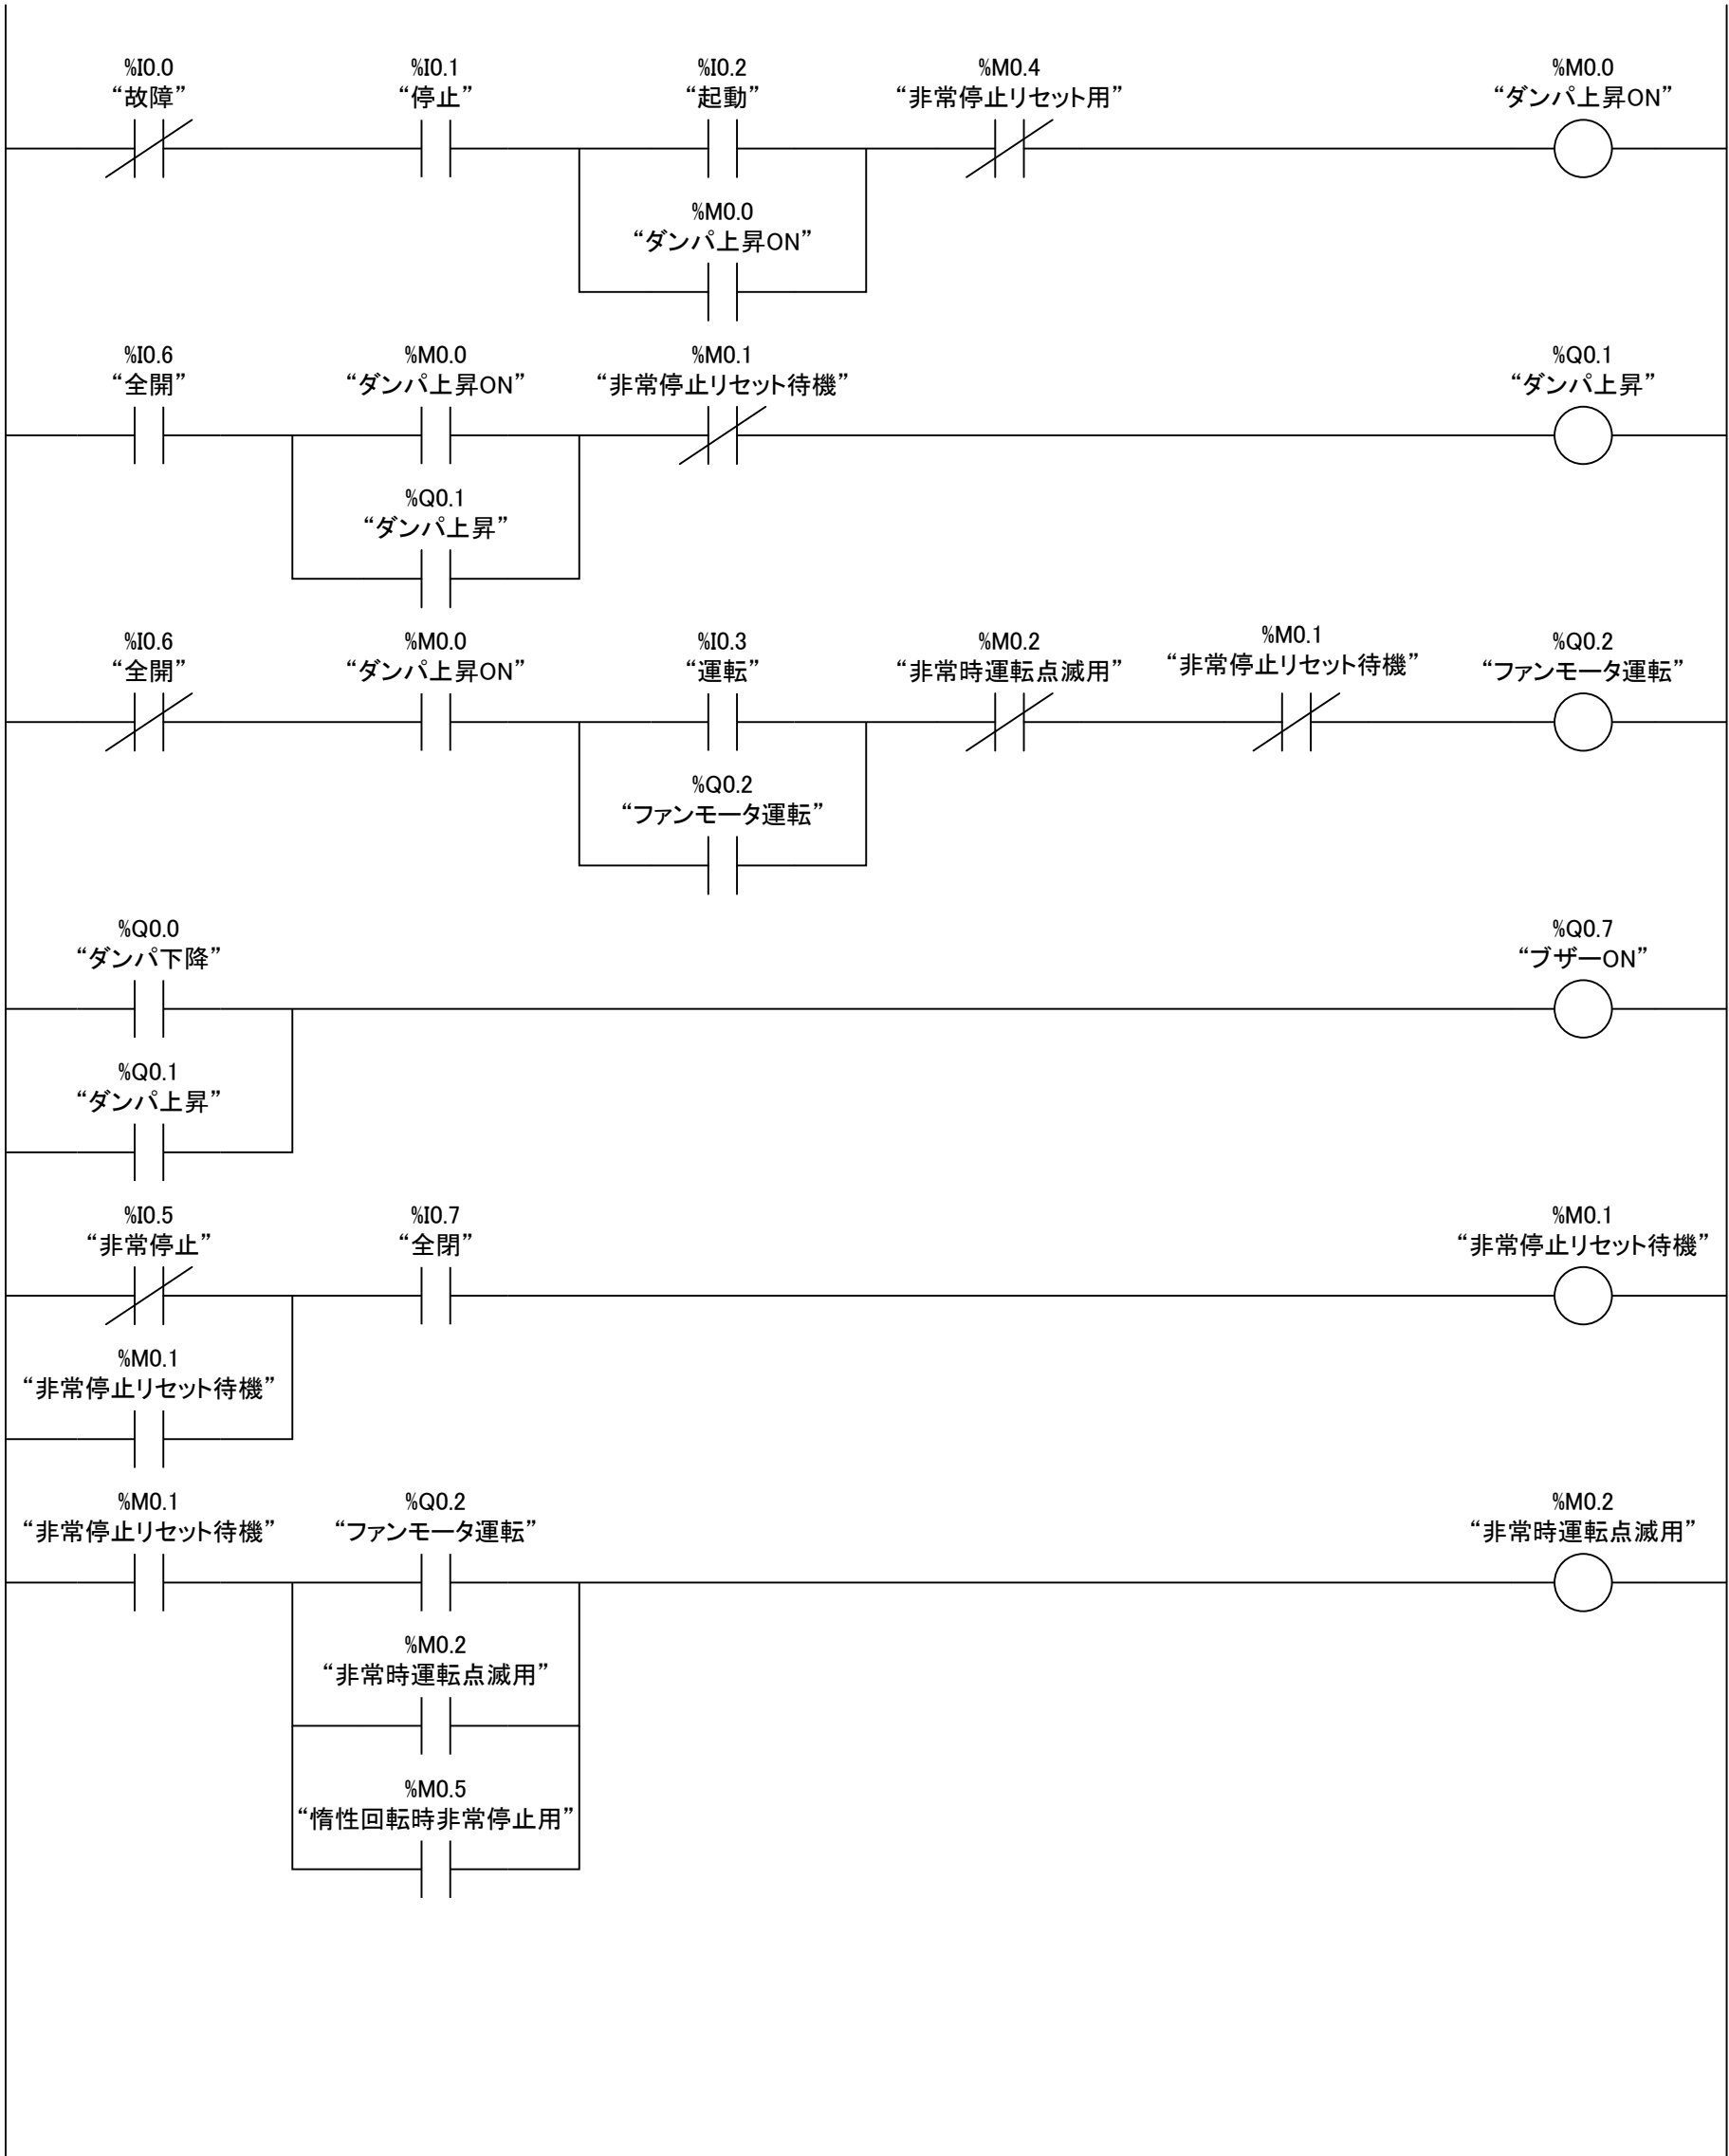 %I0.0
“故障”
%I0.1
“停止”
%I0.2
“起動”
%M0.4
“非常停止リセット用”
%M0.0
“ダンパ上昇ON”
%M0.0
“ダンパ上昇ON”
%I0.6
“全開”
%M0.0
“ダンパ上昇ON”
%M0.1
“非常停止リセット待機”
%Q0.1
“ダンパ上昇”
%Q0.1
“ダンパ上昇”
%I0.6
“全開”
%M0.0
“ダンパ上昇ON”
%I0.3
“運転”
%M0.2
“非常時運転点滅用”
%M0.1
“非常停止リセット待機”
%Q0.2
“ファンモータ運転”
%Q0.2
“ファンモータ運転”
%Q0.0
“ダンパ下降”
%Q0.7
“ブザーON”
%Q0.1
“ダンパ上昇”
%I0.5
“非常停止”
%I0.7
“全閉”
%M0.1
“非常停止リセット待機”
%M0.1
“非常停止リセット待機”
%M0.1
“非常停止リセット待機”
%Q0.2
“ファンモータ運転”
%M0.2
“非常時運転点滅用”
%M0.2
“非常時運転点滅用”
%M0.5
“惰性回転時非常停止用”